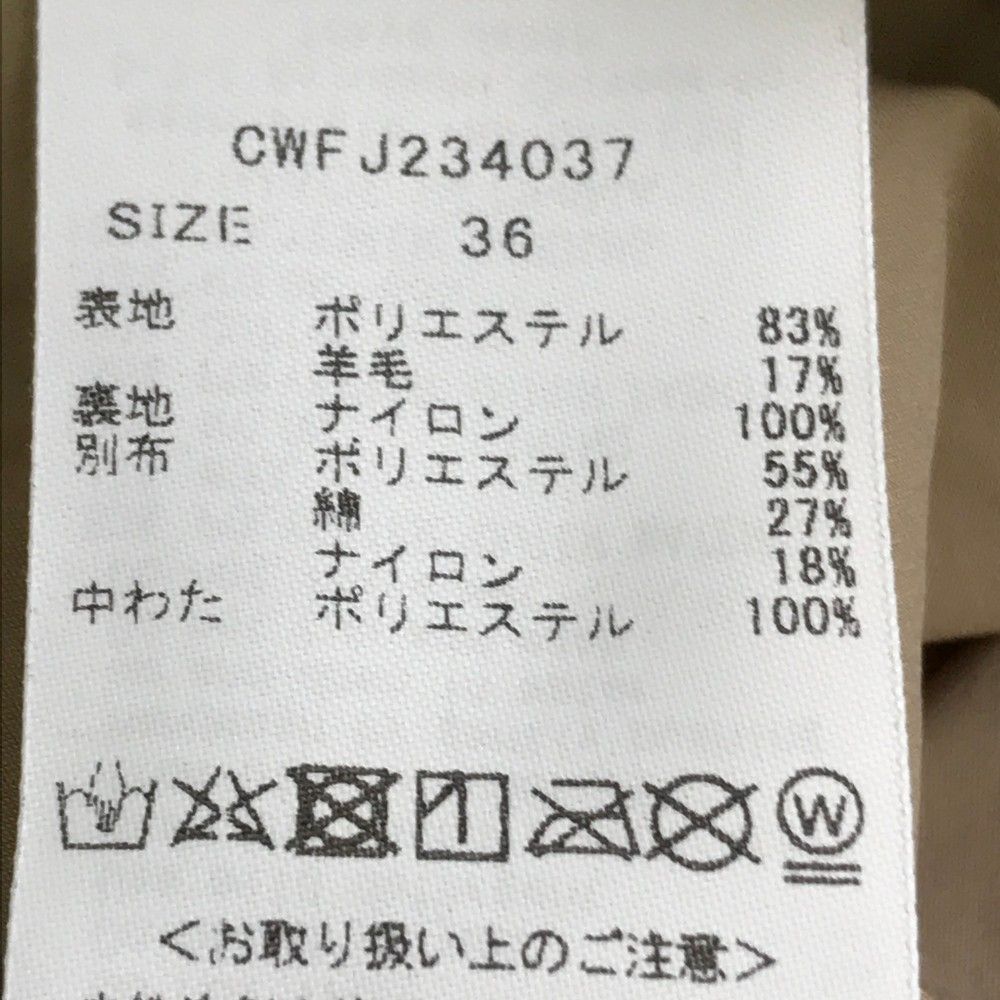 CWFJ234037
SIZE 36
表地 ポリエステル 83%
羊毛 17%
裏地 ナイロン 100%
別布 ポリエステル 55%
綿 27%
ナイロン 18%
中わた ポリエステル 100%
W
<お取り扱い上のご注意>